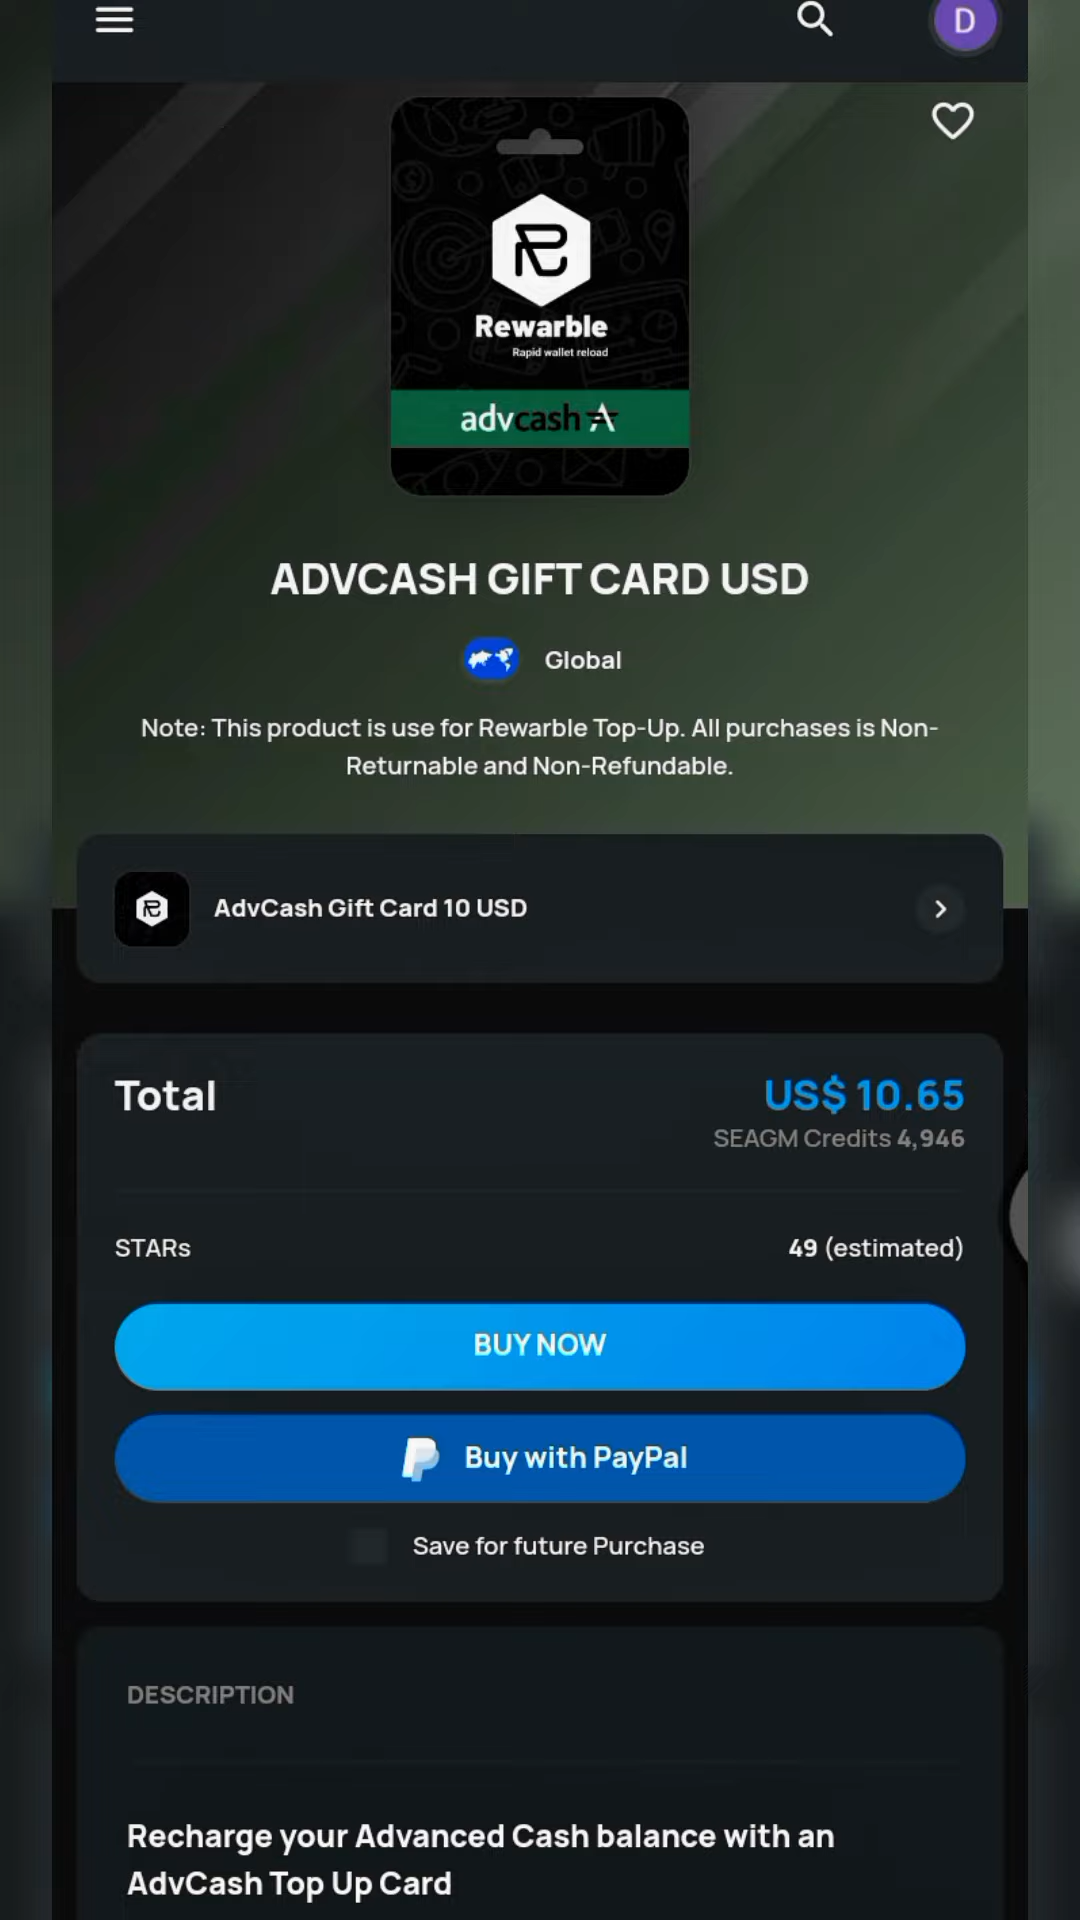 D
Rewarble
Rapid wallet reload
advcash
ADVCASH GIFT CARD USD
Global
Note: This product is use for Rewarble Top-Up. All purchases is Non-
Returnable and Non-Refundable.
AdvCash Gift Card 10 USD
Total
US$ 10.65
SEAGM Credits 4,946
STARs
49 (estimated)
BUY NOW
Buy with PayPal
Save for future Purchase
DESCRIPTION
Recharge your Advanced Cash balance with an
AdvCash Top Up Card